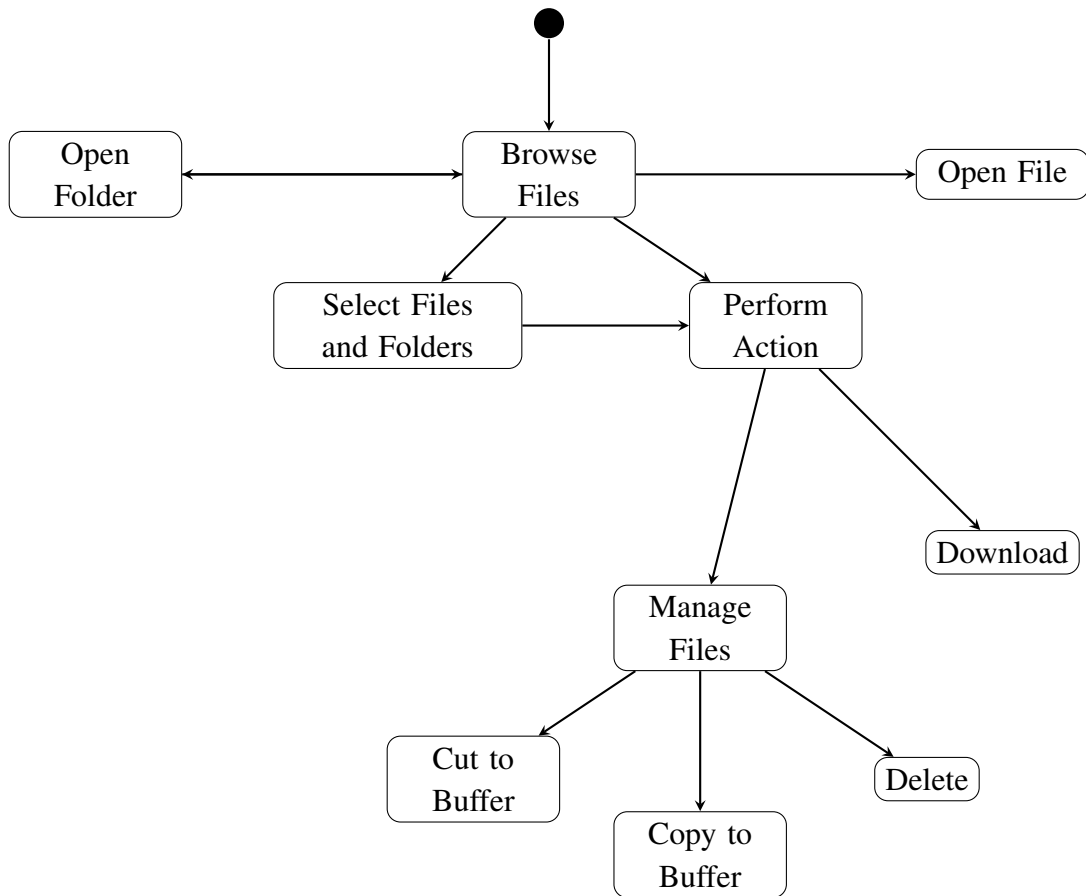 Open
Folder
Browse
Files
Open File
Select Files
and Folders
Perform
Action
Download
Manage
Files
Cut to
Buffer
Delete
Copy to
Buffer